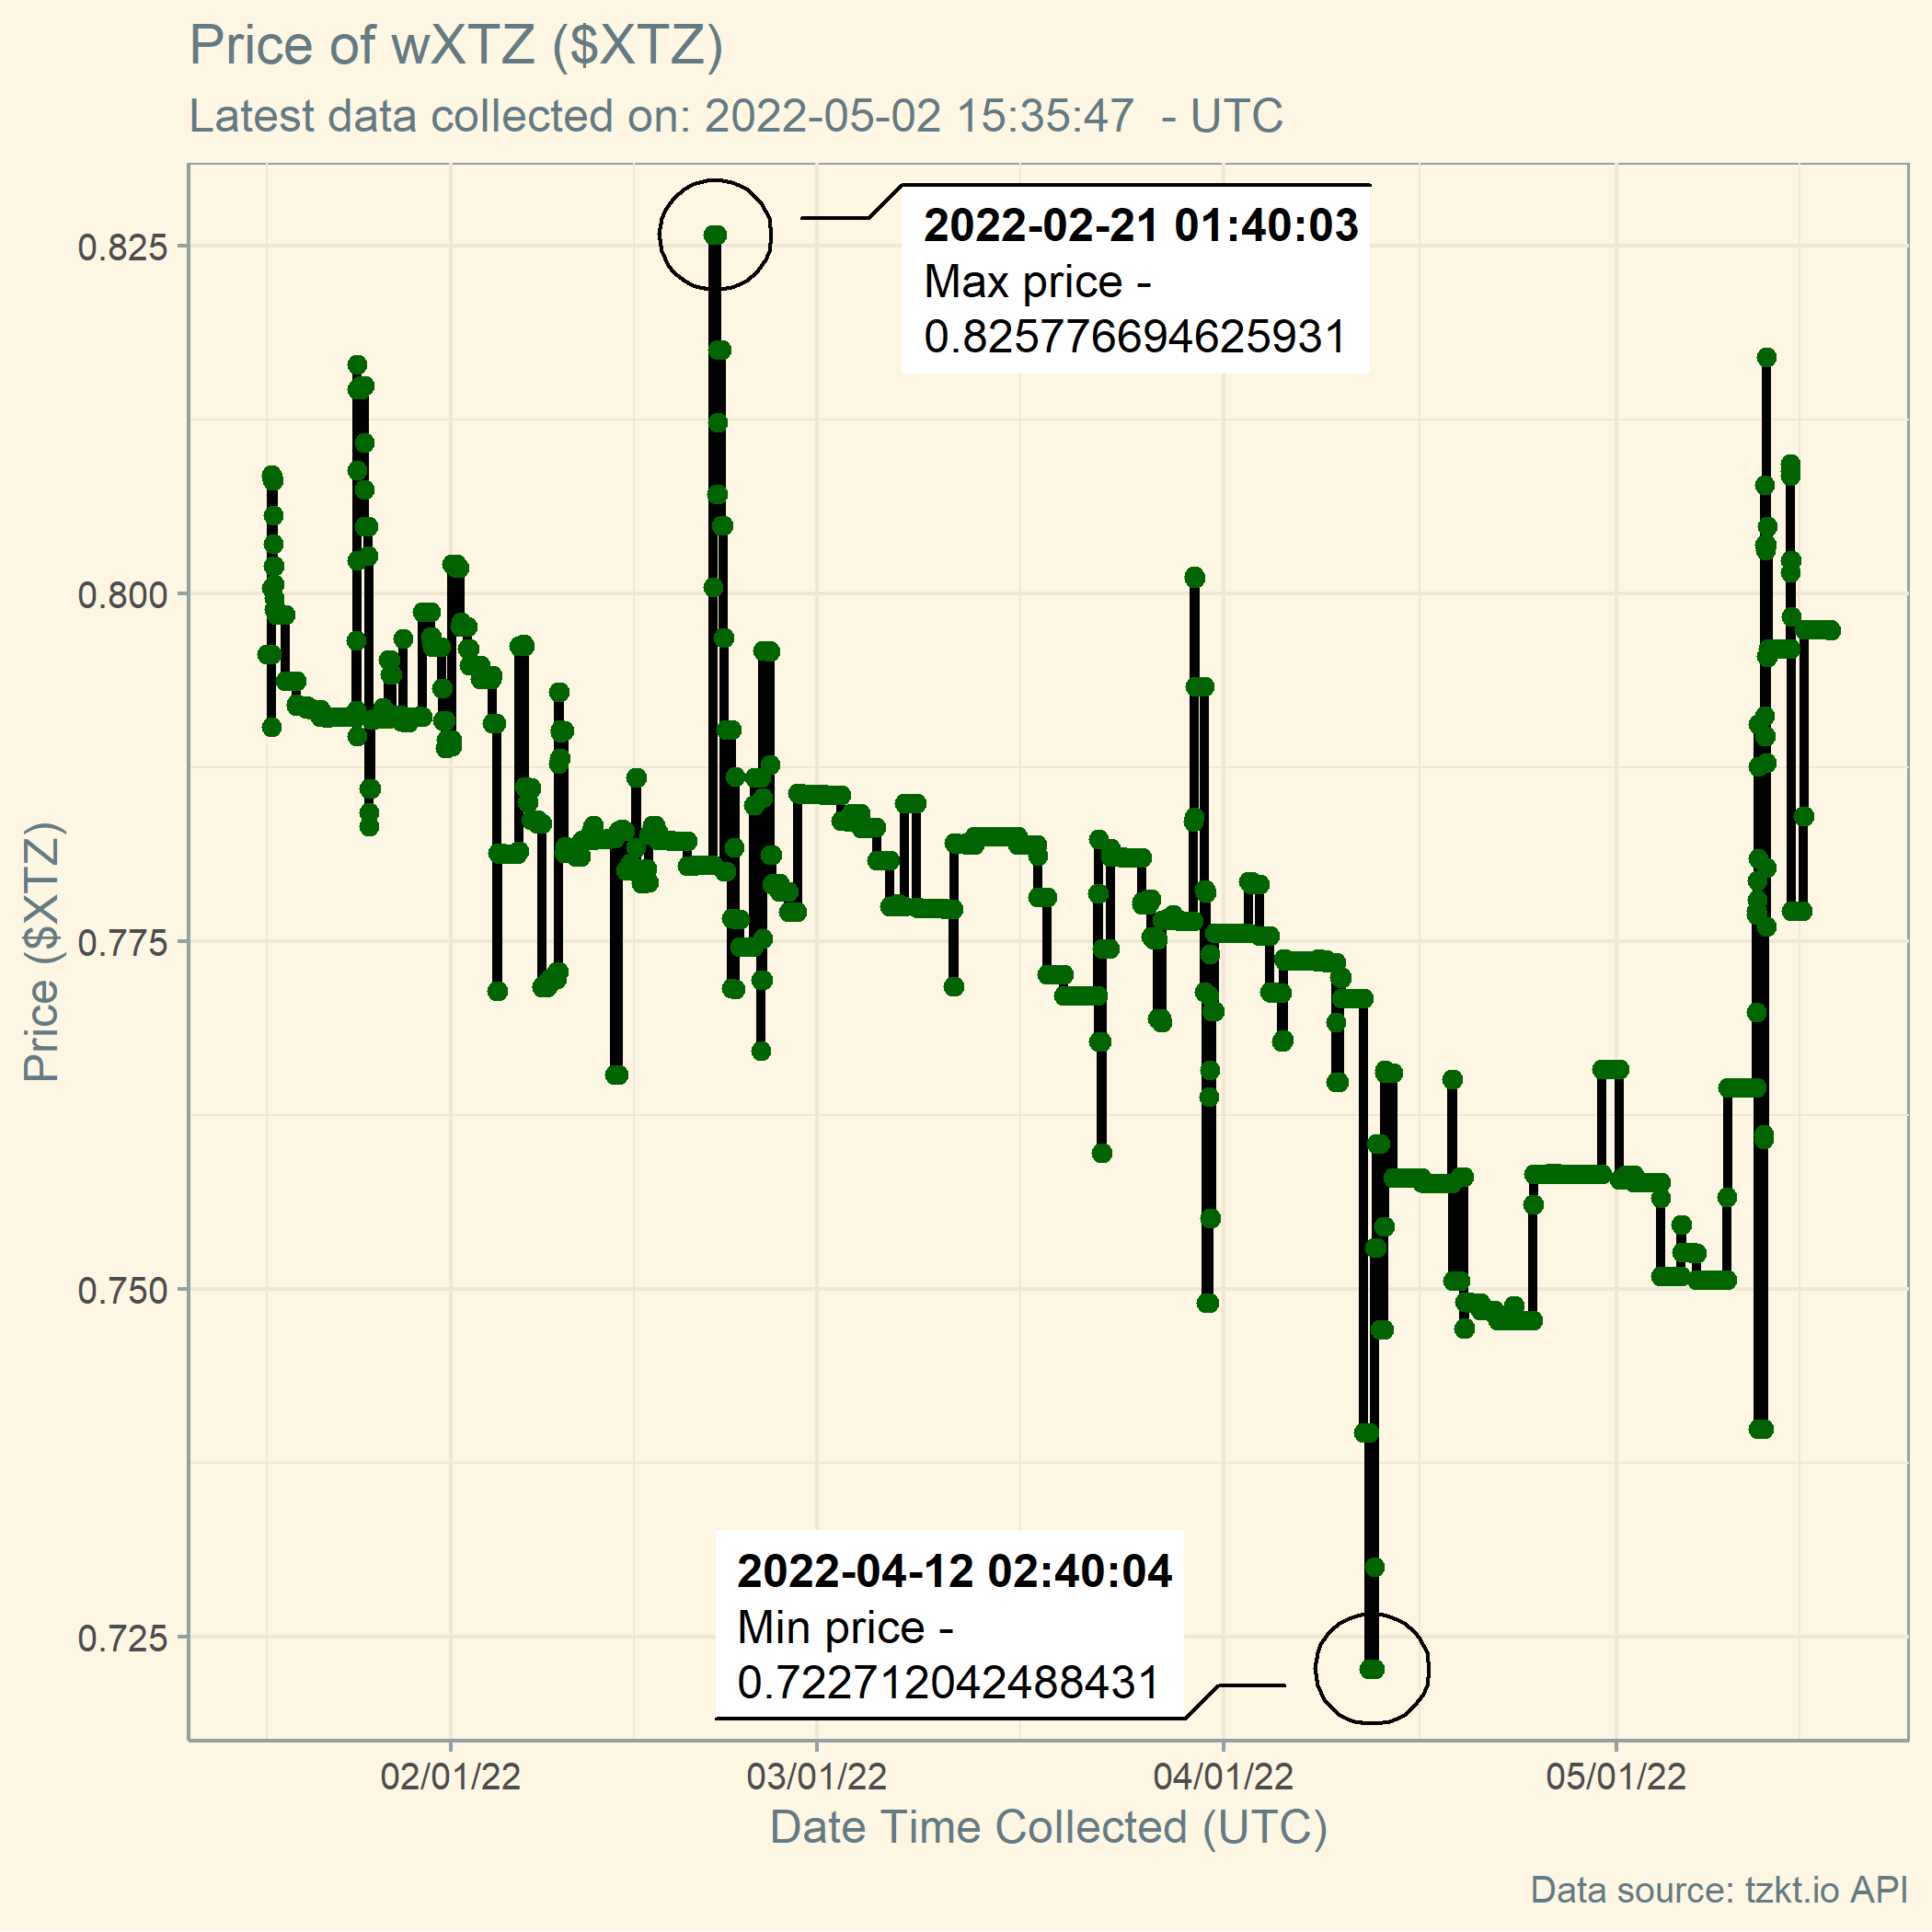 Price of wXTZ ($XTZ)
Latest data collected on: 2022-05-02 15:35:47  - UTC
2022-02-21 01:40:03
Max price -
0.825776694625931
0.825
0.800
0.775
0.750
0.725
Price ($XTZ)
2022-04-12 02:40:04
Min price -
0.722712042488431
02/01/22
03/01/22
04/01/22
05/01/22
Date Time Collected (UTC)
Data source: tzkt.io API